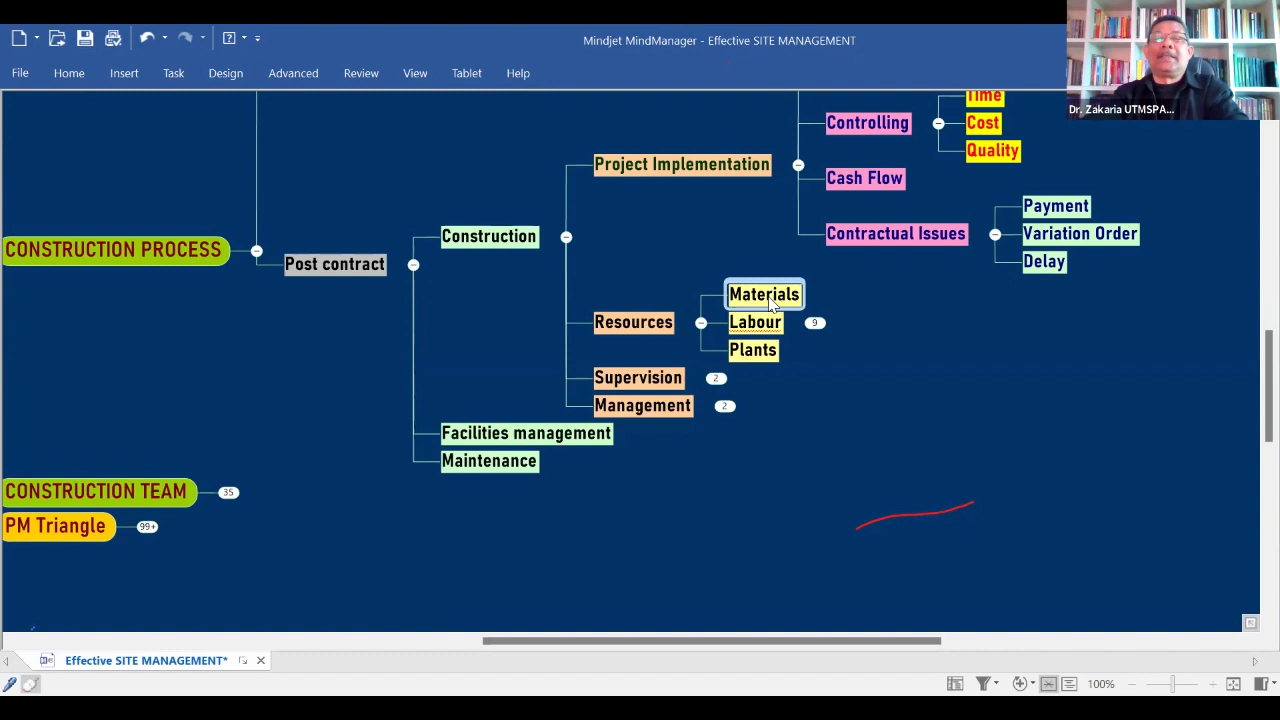 Mindjet MindManager - Effective SITE MANAGEMENT
File Home Insert Task Design Advanced Review View Tablet Help
Dr. Zakaria UTMSPA...
Time
Controlling
Cost
Quality
Project Implementation
Cash Flow
Payment
Contractual Issues
Variation Order
Delay
Construction
CONSTRUCTION PROCESS
Post contract
Materials
Resources
Labour
9
Plants
Supervision
2
Management
2
Facilities management
Maintenance
CONSTRUCTION TEAM
35
PM Triangle
99+
Effective SITE MANAGEMENT*
100%